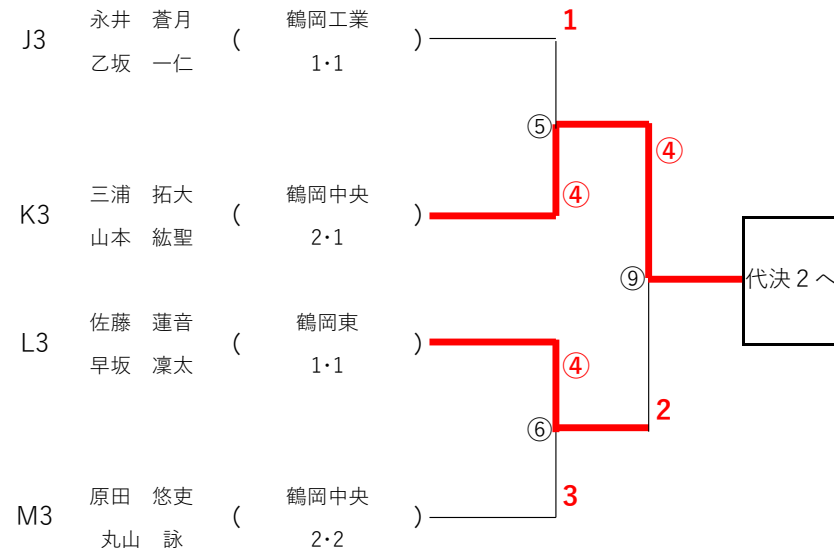 永井　蒼月
鶴岡工業
1
J3
(
)
乙坂　一仁
1･1
⑤
④
三浦　拓大
鶴岡中央
④
K3
(
)
山本　紘聖
2･1
⑨
代決２へ
佐藤　蓮音
鶴岡東
L3
(
)
早坂　凜太
1･1
④
2
⑥
原田　悠吏
鶴岡中央
3
M3
(
)
丸山　詠
2･2